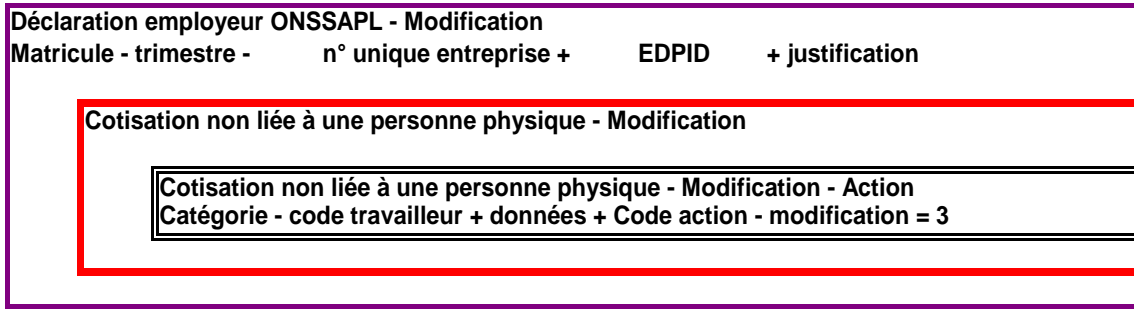 Déclaration employeur ONSSAPL - Modification
Matricule - trimestre - n° unique entreprise + EDPID + justification
Cotisation non liée à une personne physique - Modification
Cotisation non liée à une personne physique - Modification - Action
Catégorie - code travailleur + données + Code action - modification = 3